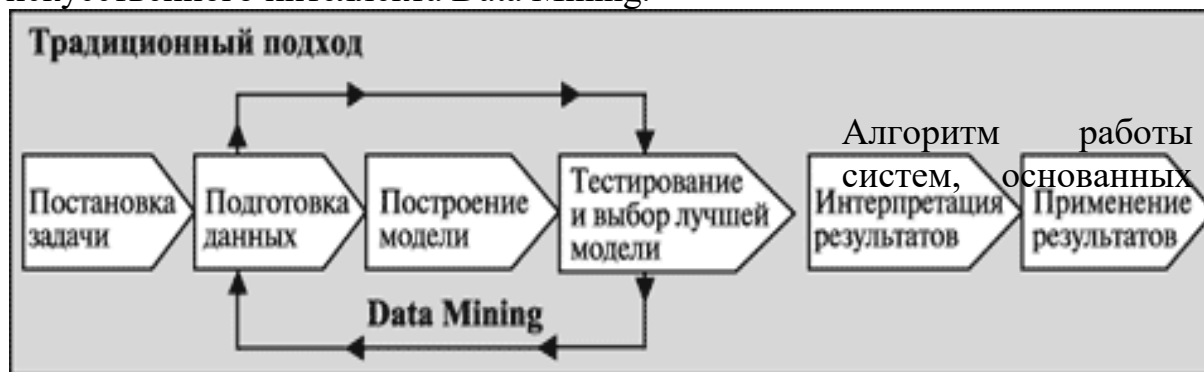 искусственного интеллекта Data Mining.
Традиционный подход
Алгоритм работы
систем, основанных
Постановка
задачи
Подготовка
данных
Построение
модели
Тестирование
и выбор лучшей
модели
Интерпретация
результатов
Применение
результатов
Data Mining